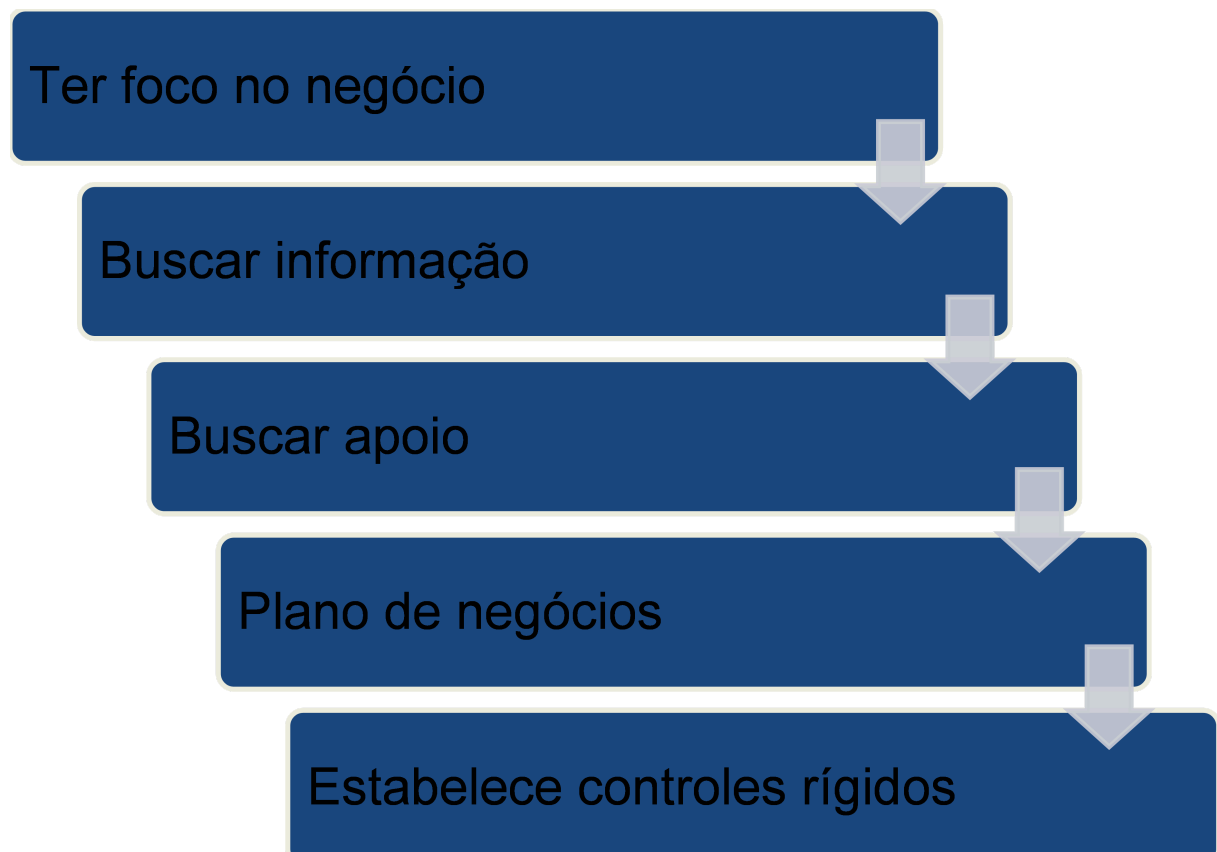 Ter foco no negócio
Buscar informação
Buscar apoio
Plano de negócios
Estabelece controles rígidos